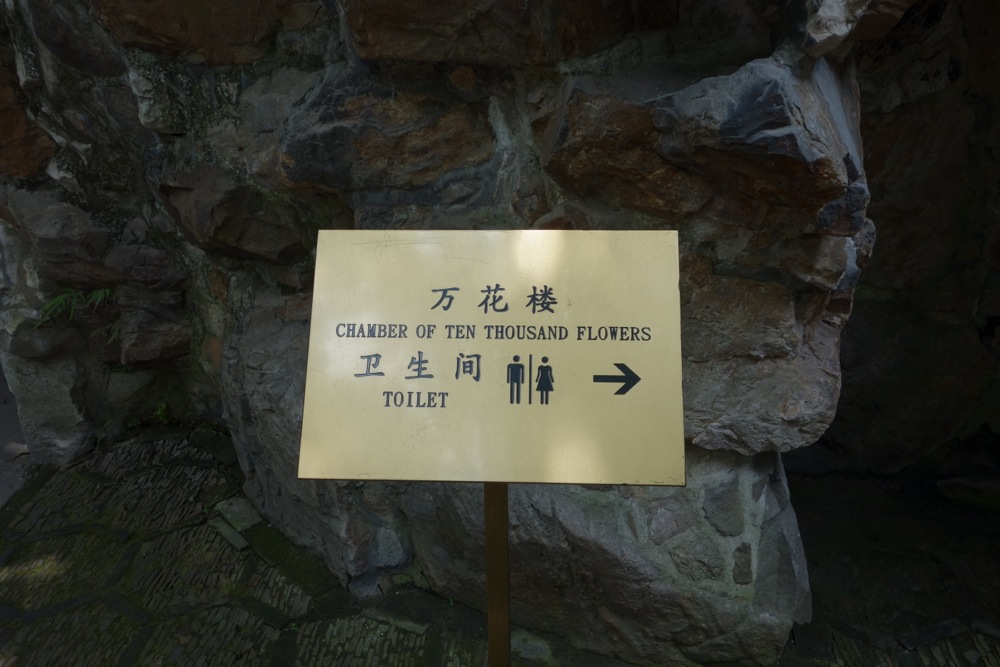 万花楼
CHAMBER OF TEN THOUSAND FLOWERS
卫生间
TOILET